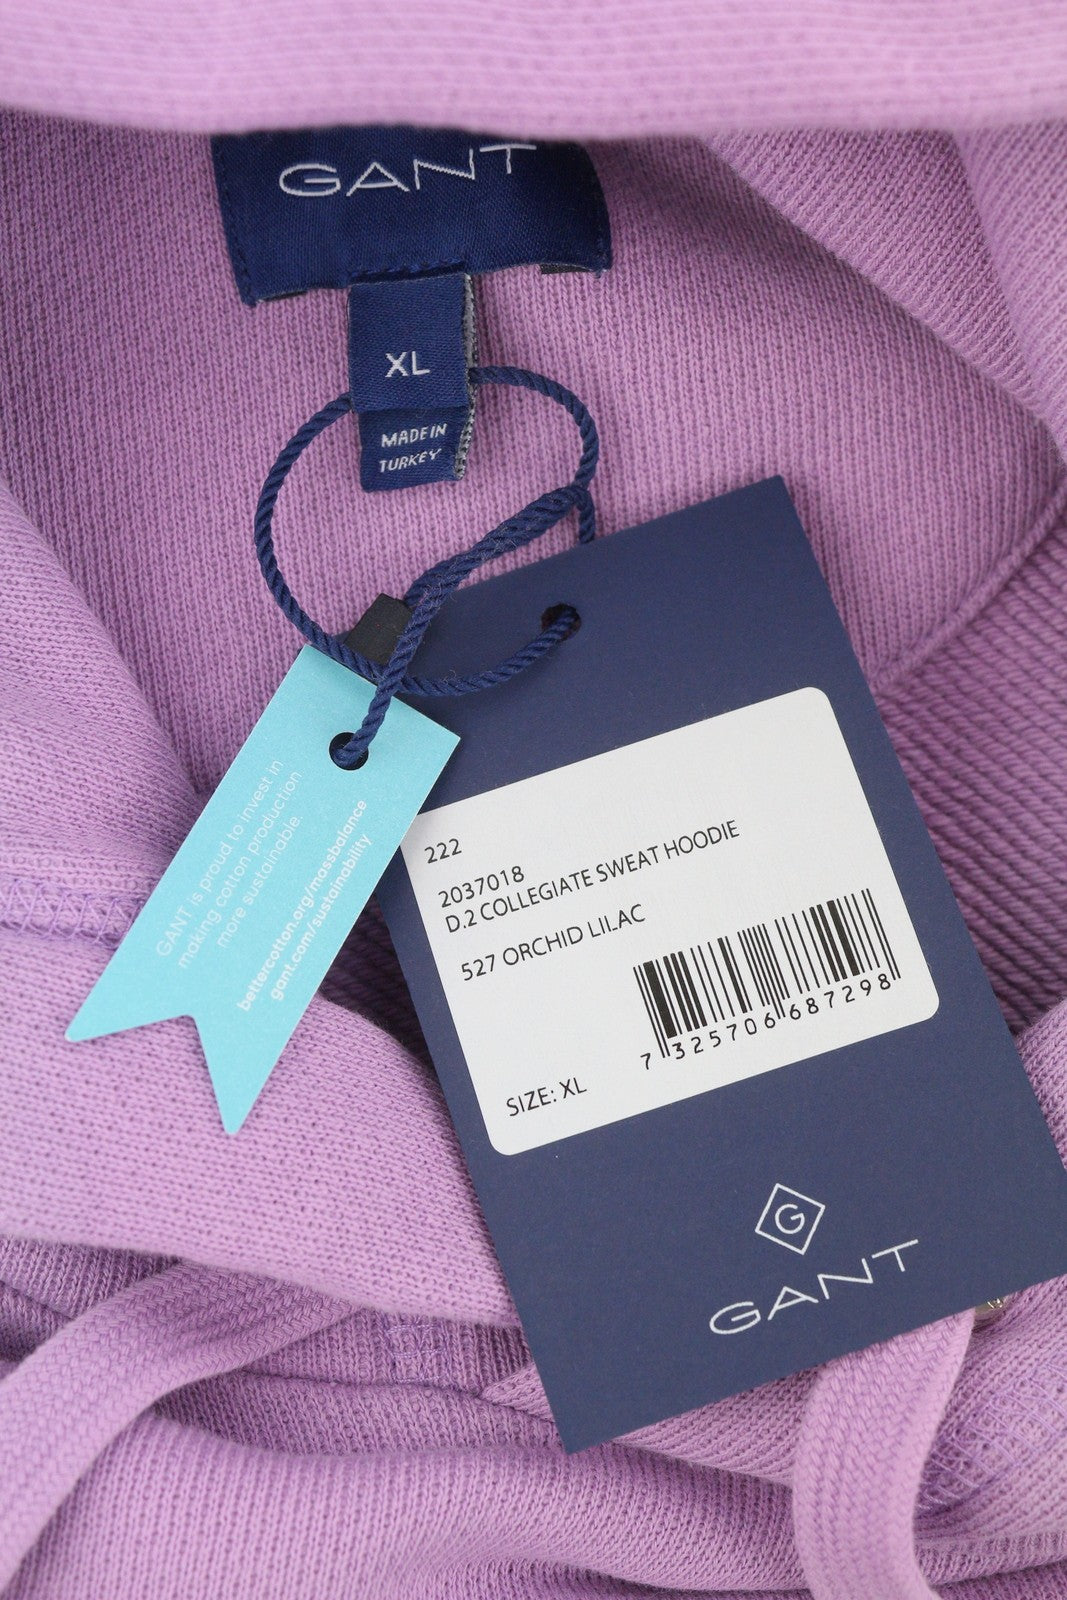 GANT
XL
MADE IN
TURKEY
GANT is proud to invest in
making cotton production
more sustainable.
bettercotton.org/massbalance
gant.com/sustainability
222
2037018
D.2 COLLEGIATE SWEAT HOODIE
527 ORCHID LILAC
7 325706 687298
SIZE: XL
G
GANT